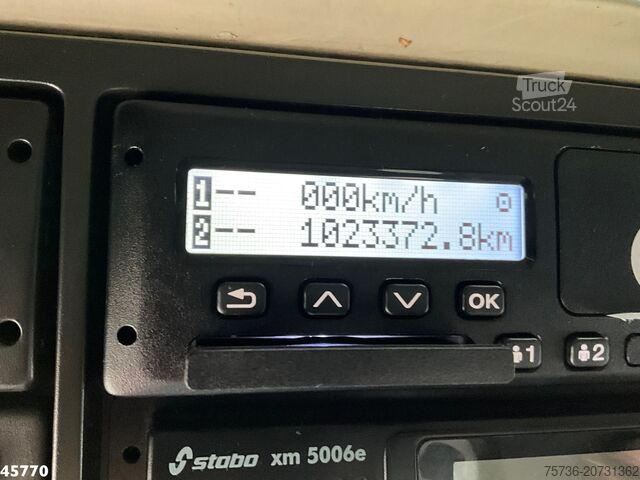 Truck
Scout24
1-- 000km/h
2-- 1023372.8km
OK
1
2
stabo xm 5006e
45770
75736-20731362